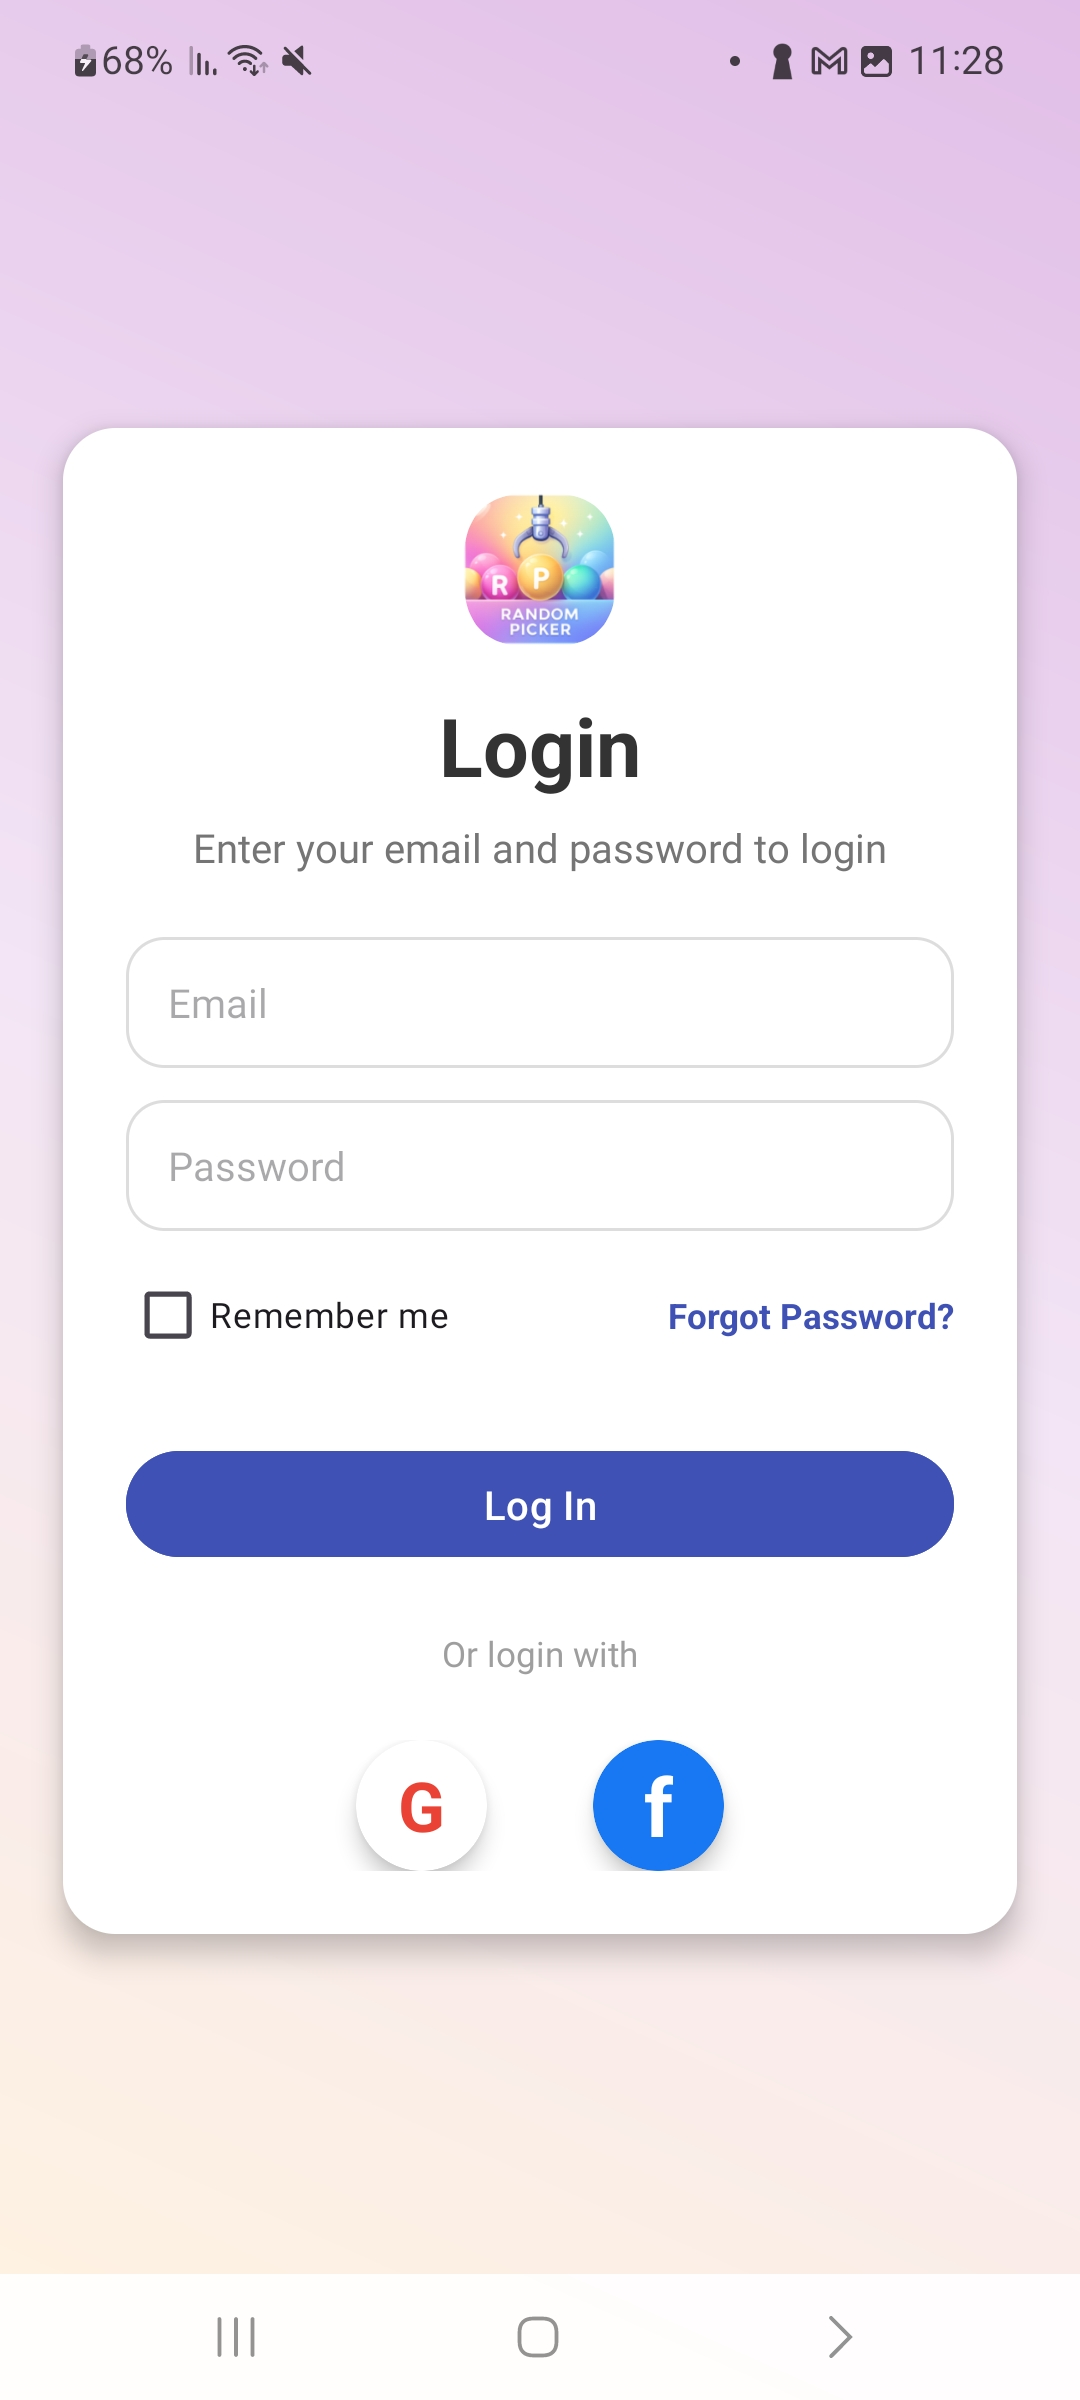 68%
11:28
R P
RANDOM
PICKER
Login
Enter your email and password to login
Email
Password
Remember me
Forgot Password?
Log In
Or login with
G
f